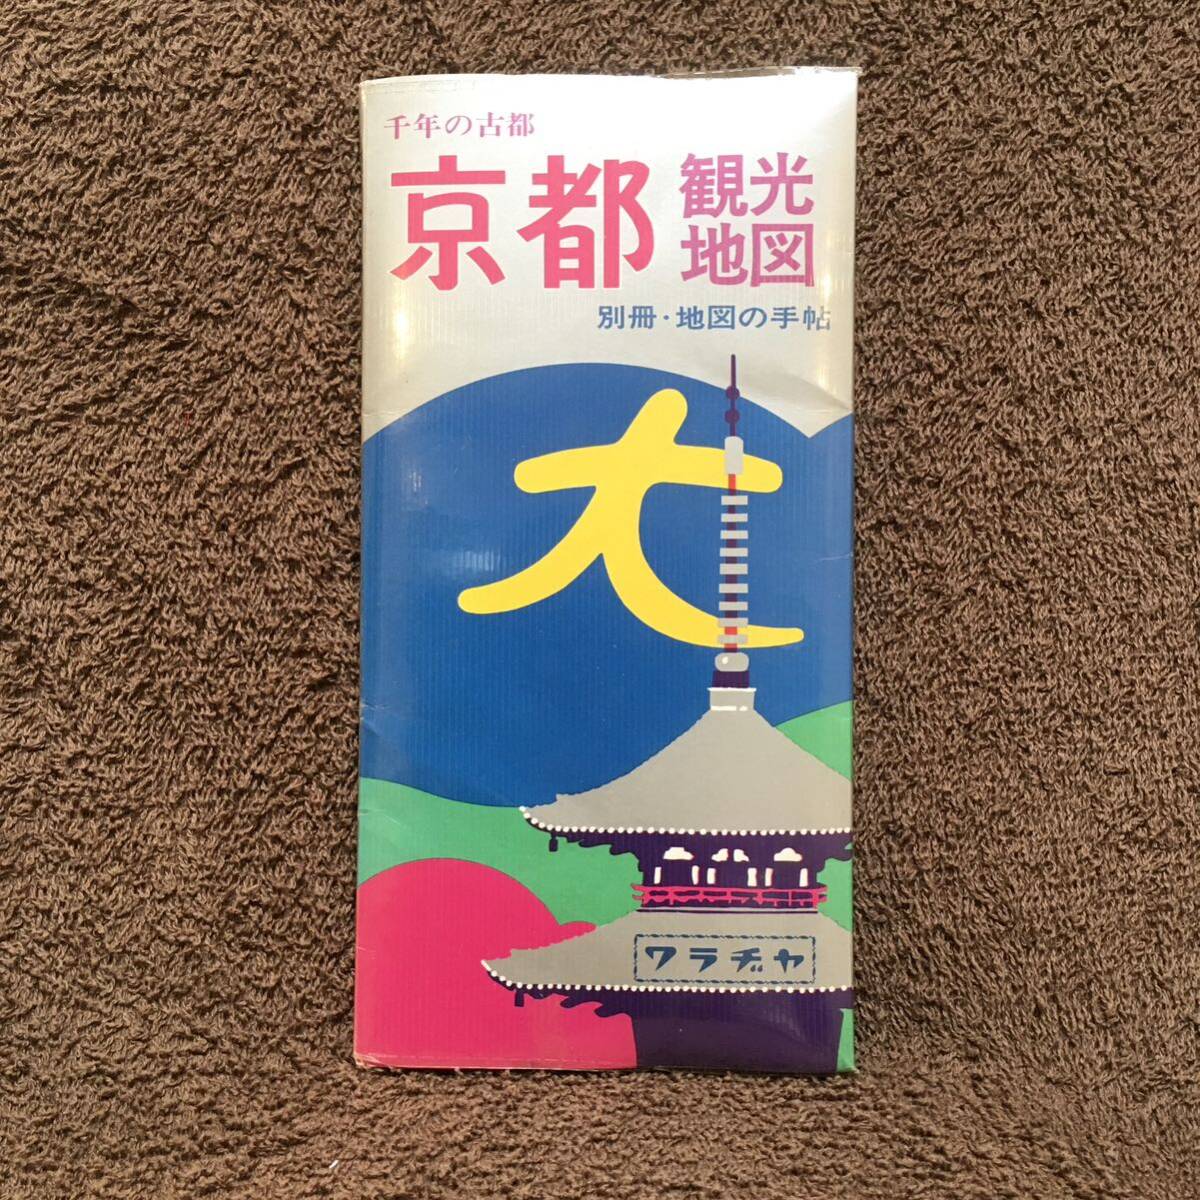 千年の古都
京都
観光
地図
別冊・地図の手帖
大
ワラヂヤ